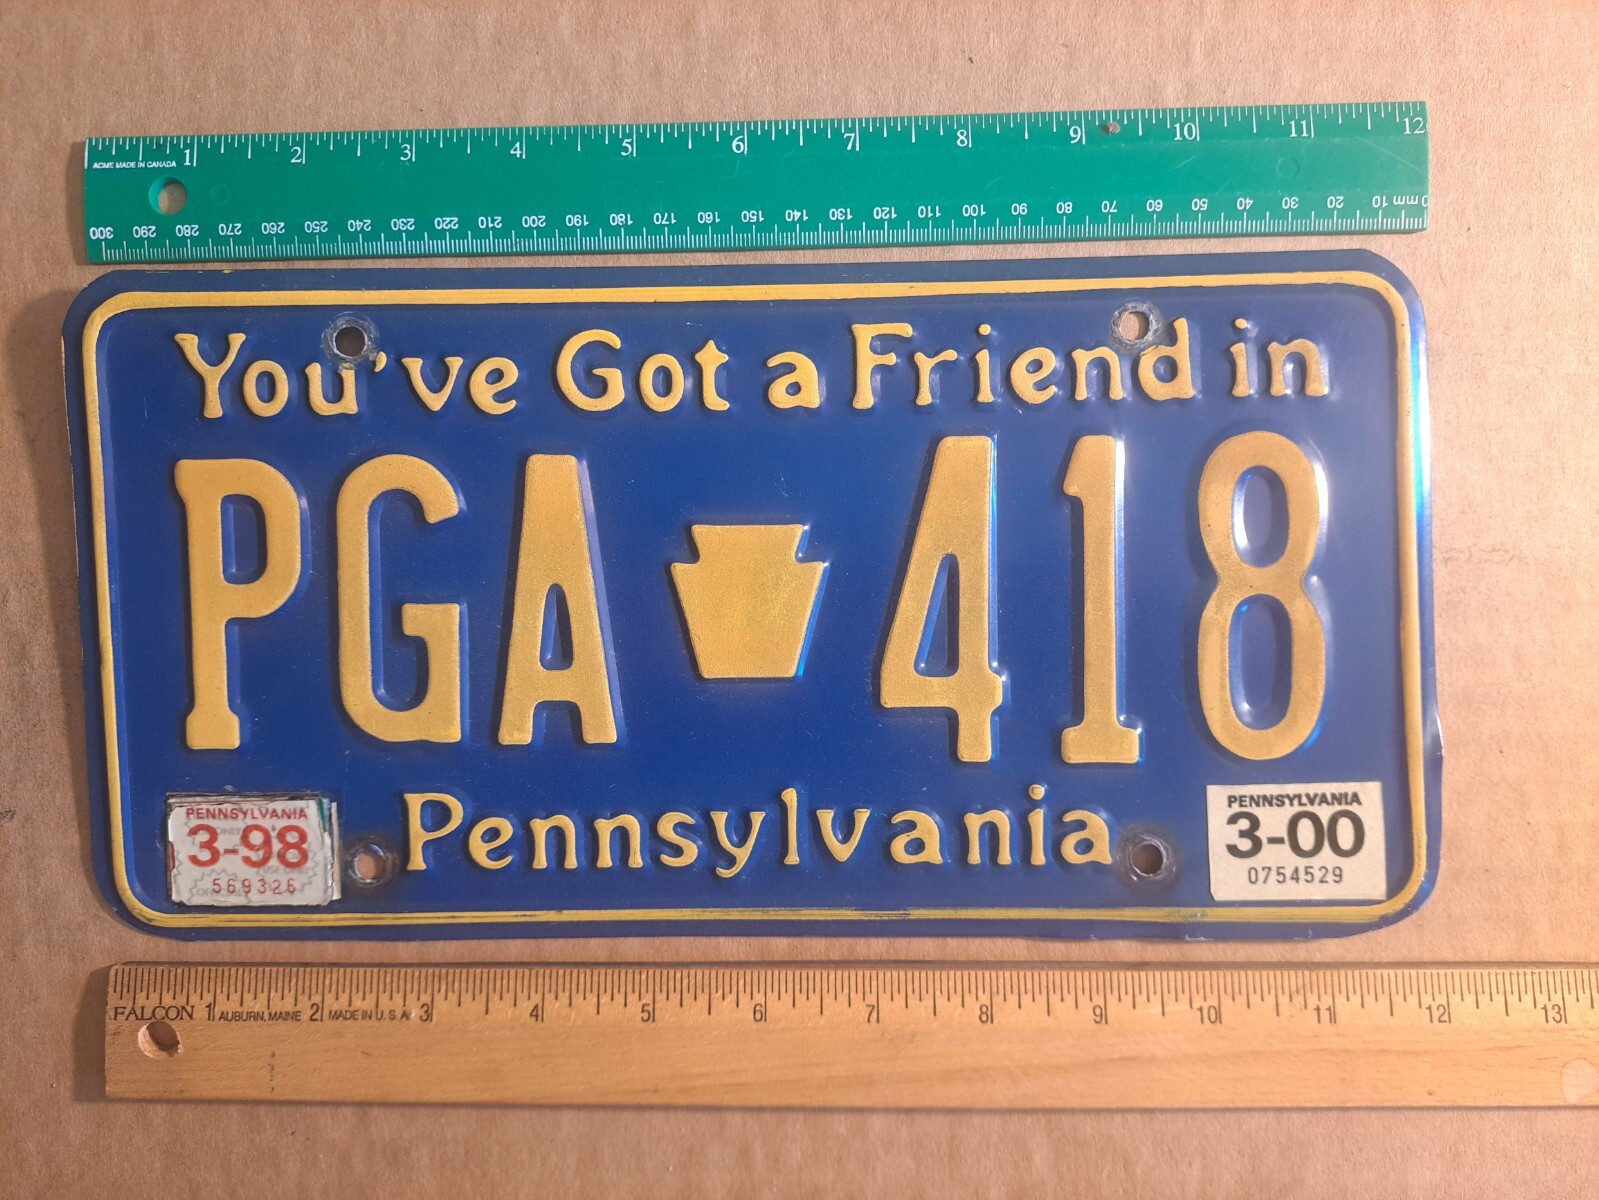 1 2 3 4 5 6 7 8 9 10 11 12
ACME MADE IN CANADA
300 290 280 270 260 250 240 230 220 210 200 190 180 170 160 150 140 130 120 110 100 90 80 70 60 50 40 30 20 10 0 mm
You've Got a Friend in
PGA 418
Pennsylvania
PENNSYLVANIA
3-98
569326
PENNSYLVANIA
3-00
0754529
FALCON 1 AUBURN, MAINE 2 MADE IN U.S.A. 3 4 5 6 7 8 9 10 11 12 13